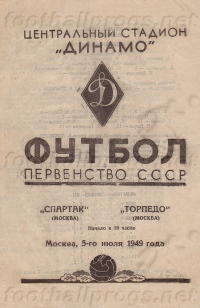 ЦЕНТРАЛЬНЫЙ СТАДИОН
„ДИНАМО"
Д
ФУТБОЛ
ПЕРВЕНСТВО СССР
„СПАРТАК" „ТОРПЕДО"
(МОСКВА) (МОСКВА)
Начало в 19 часов
Москва, 5-го июля 1949 года